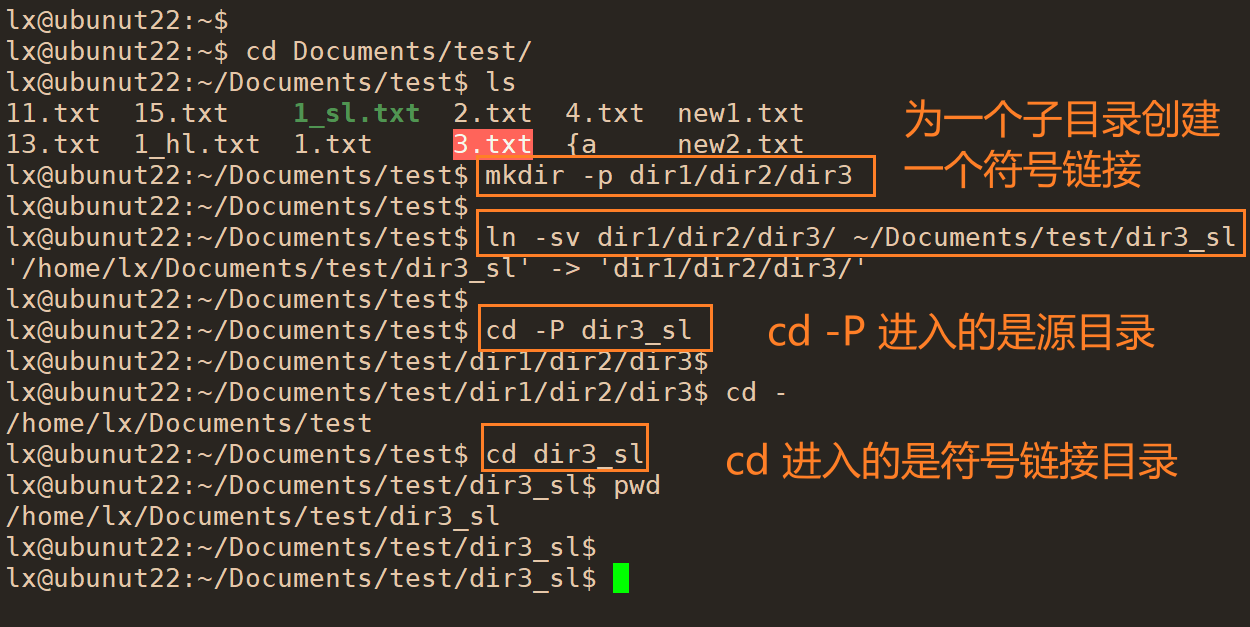 lx@ubunut22:~$
lx@ubunut22:~$ cd Documents/test/
lx@ubunut22:~/Documents/test$ ls
11.txt  15.txt    1_sl.txt  2.txt  4.txt  new1.txt
13.txt  1_hl.txt  1.txt     3.txt  {a     new2.txt
为一个子目录创建
一个符号链接
lx@ubunut22:~/Documents/test$ mkdir -p dir1/dir2/dir3
lx@ubunut22:~/Documents/test$
lx@ubunut22:~/Documents/test$ ln -sv dir1/dir2/dir3/ ~/Documents/test/dir3_sl
'/home/lx/Documents/test/dir3_sl' -> 'dir1/dir2/dir3/'
lx@ubunut22:~/Documents/test$
lx@ubunut22:~/Documents/test$ cd -P dir3_sl
cd -P 进入的是源目录
lx@ubunut22:~/Documents/test/dir1/dir2/dir3$
lx@ubunut22:~/Documents/test/dir1/dir2/dir3$ cd -
/home/lx/Documents/test
lx@ubunut22:~/Documents/test$ cd dir3_sl
cd 进入的是符号链接目录
lx@ubunut22:~/Documents/test/dir3_sl$ pwd
/home/lx/Documents/test/dir3_sl
lx@ubunut22:~/Documents/test/dir3_sl$
lx@ubunut22:~/Documents/test/dir3_sl$